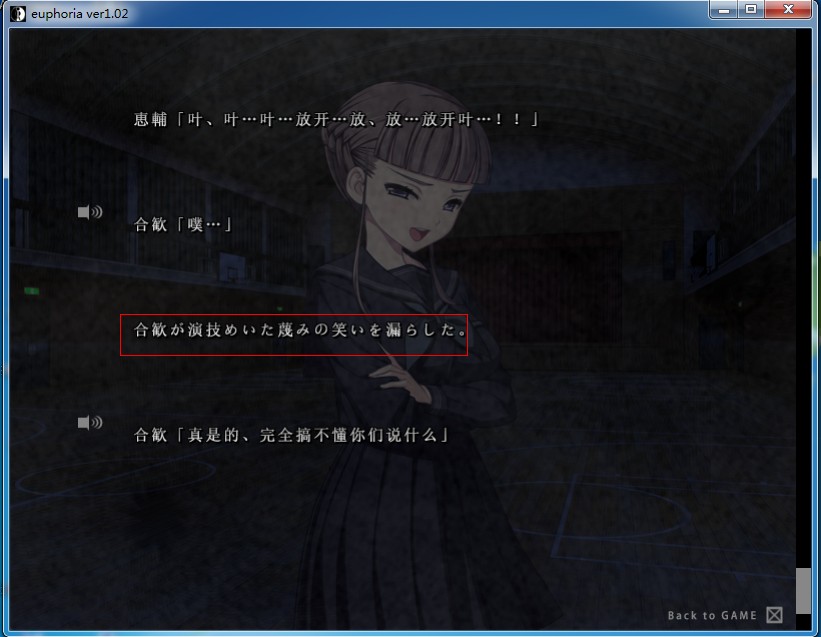 euphoria ver1.02
惠輔「叶、叶…叶…放开…放、放…放开叶…！！」
合歓「噗…」
合歓が演技めいた蔑みの笑いを漏らした。
合歓「真是的、完全搞不懂你们说什么」
Back to GAME